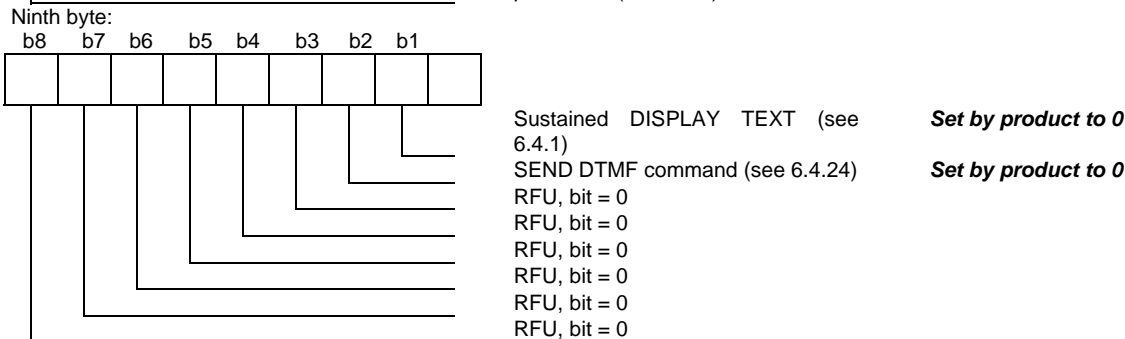 Ninth byte:
b8 b7 b6 b5 b4 b3 b2 b1
Sustained DISPLAY TEXT (see Set by product to 0
6.4.1)
SEND DTMF command (see 6.4.24) Set by product to 0
RFU, bit = 0
RFU, bit = 0
RFU, bit = 0
RFU, bit = 0
RFU, bit = 0
RFU, bit = 0